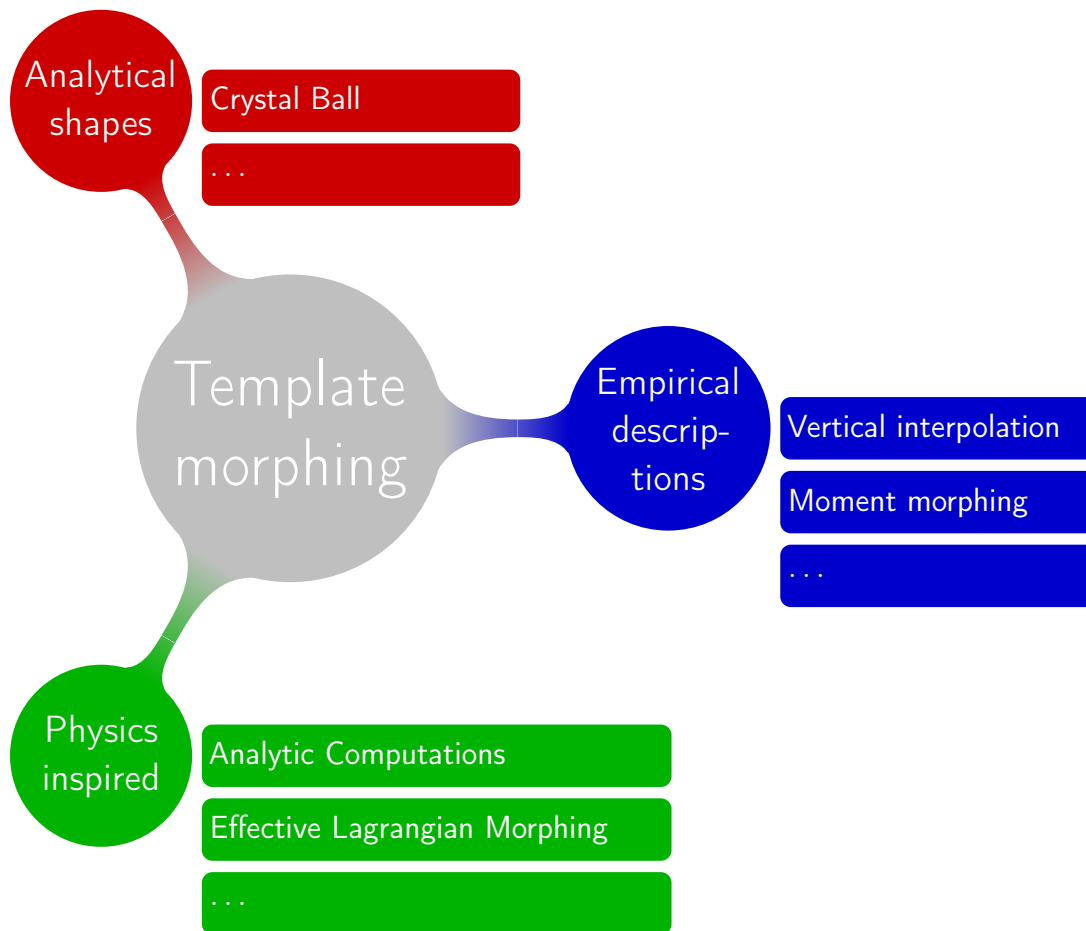 Analytical
shapes
Crystal Ball
...
Template
morphing
Empirical
descrip-
tions
Vertical interpolation
Moment morphing
...
Physics
inspired
Analytic Computations
Effective Lagrangian Morphing
...